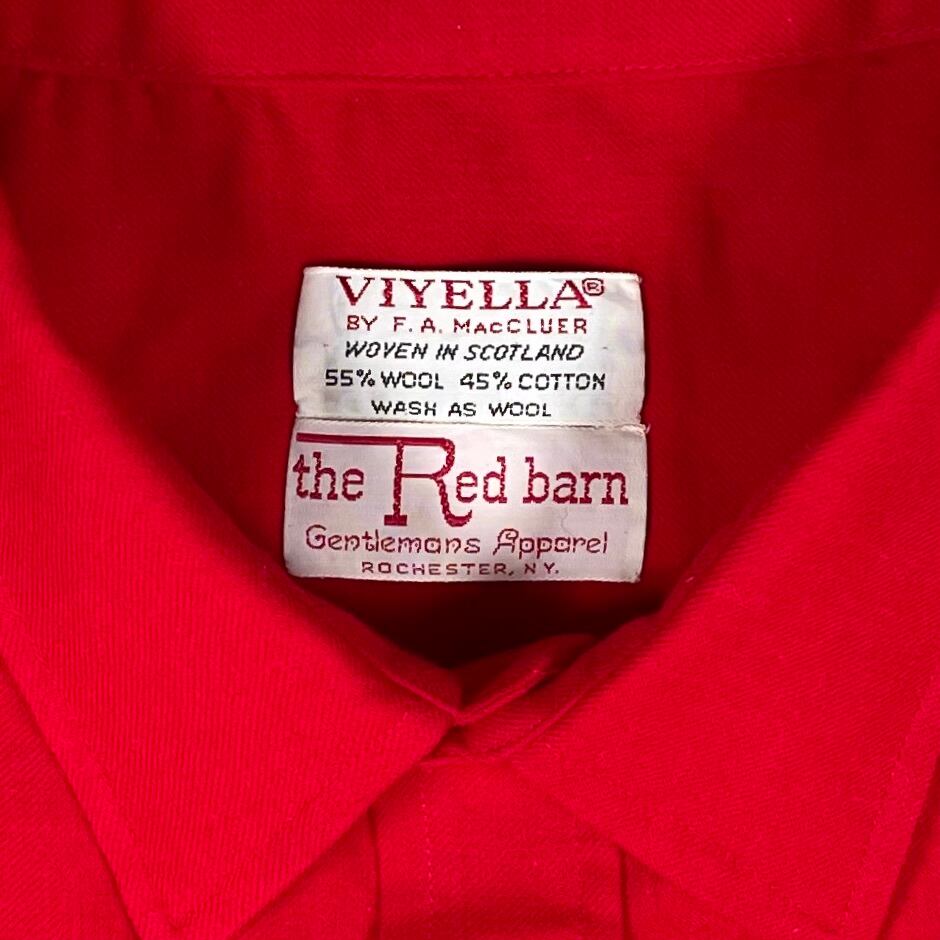 VIYELLA®
BY F. A. MacCLUER
WOVEN IN SCOTLAND
55% WOOL 45% COTTON
WASH AS WOOL
the Red barn
Gentlemans Apparel
ROCHESTER, N.Y.